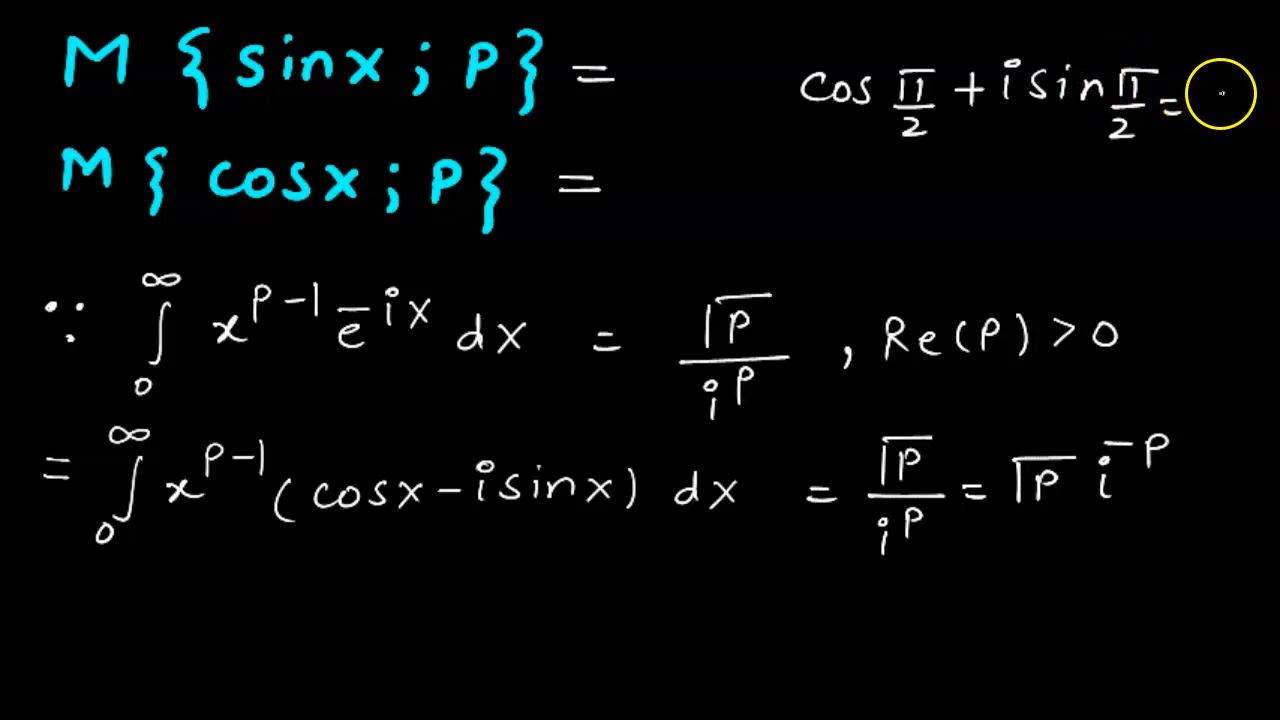 M { sinx ; P } =
cos π/2 + i sin π/2 =
M { cosx ; P } =
∵ ∫₀^∞ x^{P-1} e^{-ix} dx = Γp / i^p , Re(P) > 0
= ∫₀^∞ x^{P-1} (cosx - i sinx) dx = Γp / i^p = Γp i^{-p}